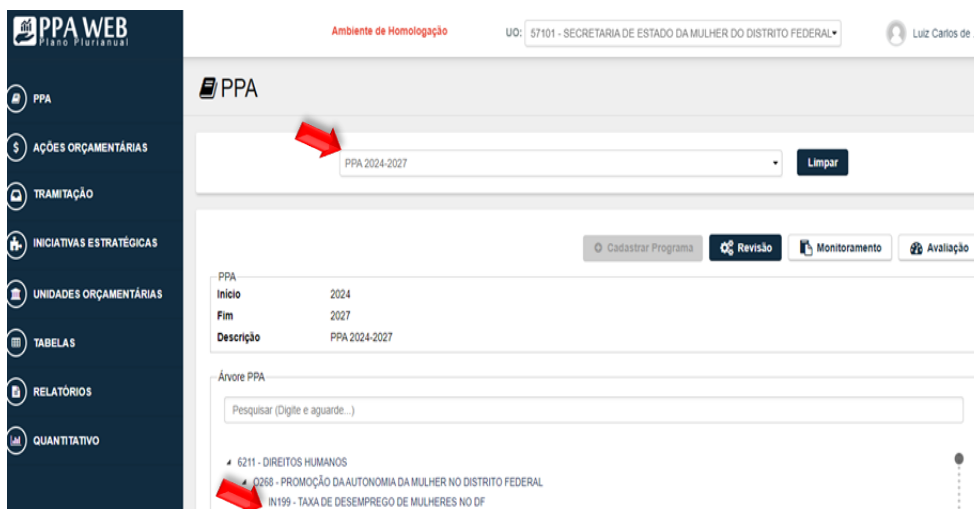 PPA WEB
Plano Plurianual
Ambiente de Homologação
UO: 57101 - SECRETARIA DE ESTADO DA MULHER DO DISTRITO FEDERAL
Luiz Carlos de
PPA
AÇÕES ORÇAMENTÁRIAS
TRAMITAÇÃO
INICIATIVAS ESTRATÉGICAS
UNIDADES ORÇAMENTÁRIAS
TABELAS
RELATÓRIOS
QUANTITATIVO
PPA
PPA 2024-2027
Limpar
Cadastrar Programa
Revisão
Monitoramento
Avaliação
PPA
Início 2024
Fim 2027
Descrição PPA 2024-2027
Árvore PPA
Pesquisar (Digite e aguarde...)
6211 - DIREITOS HUMANOS
O268 - PROMOÇÃO DA AUTONOMIA DA MULHER NO DISTRITO FEDERAL
IN199 - TAXA DE DESEMPREGO DE MULHERES NO DF